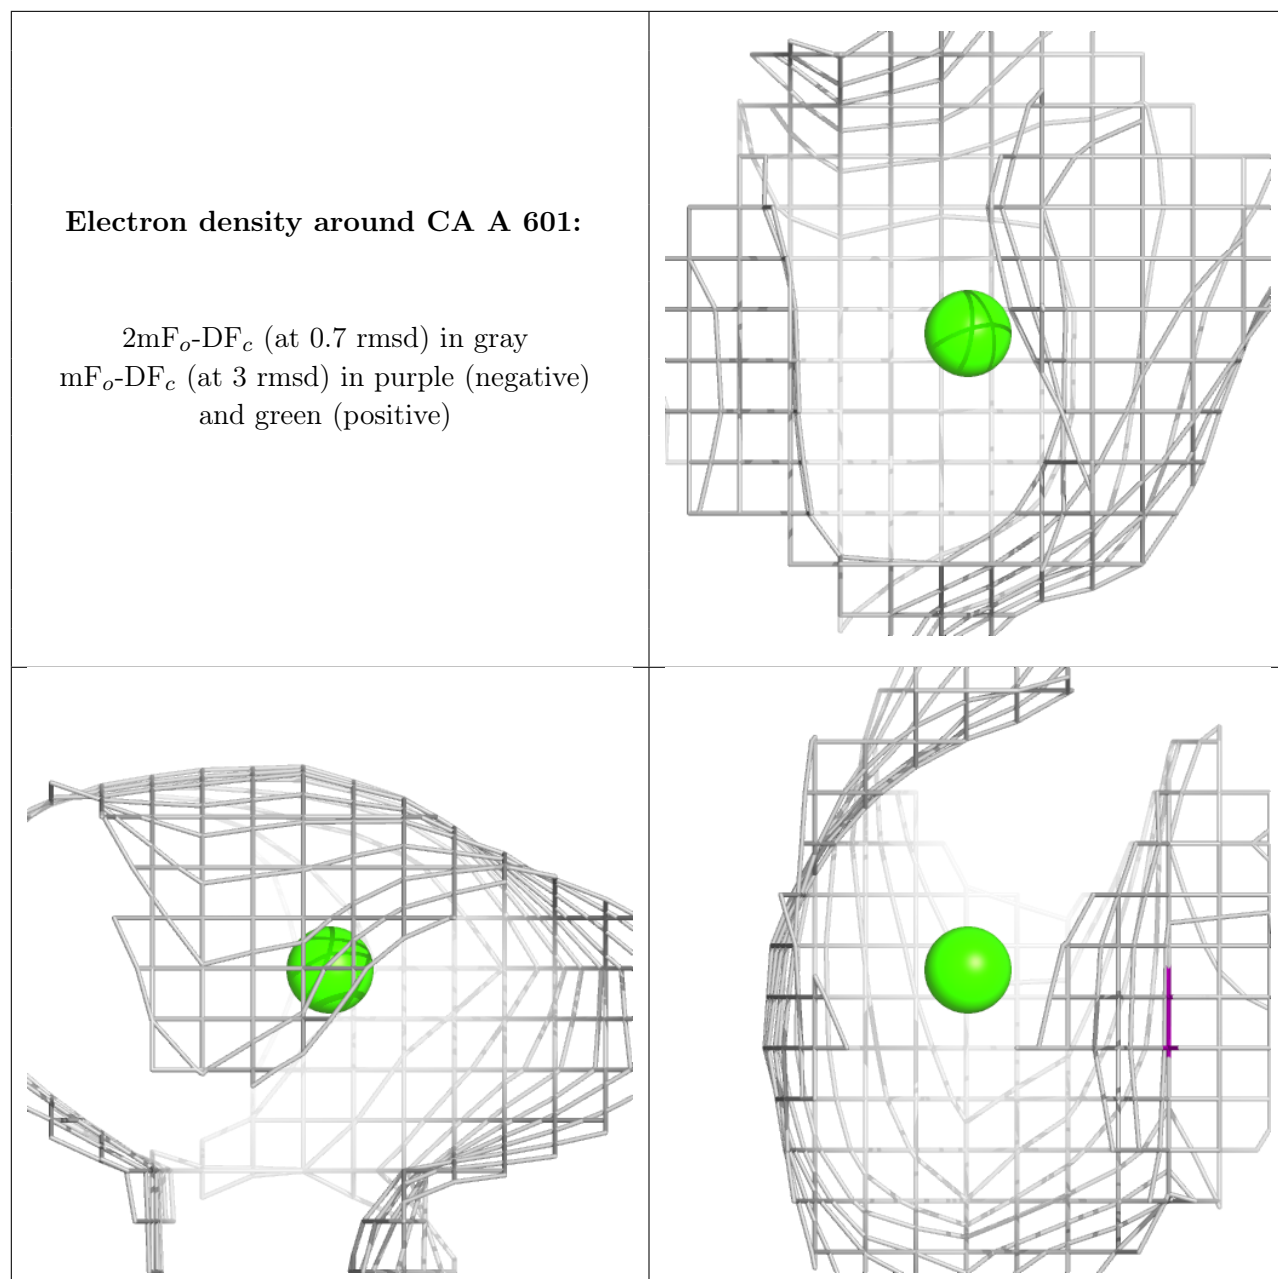 Electron density around CA A 601:
2mFo-DFc (at 0.7 rmsd) in gray
mFo-DFc (at 3 rmsd) in purple (negative)
and green (positive)